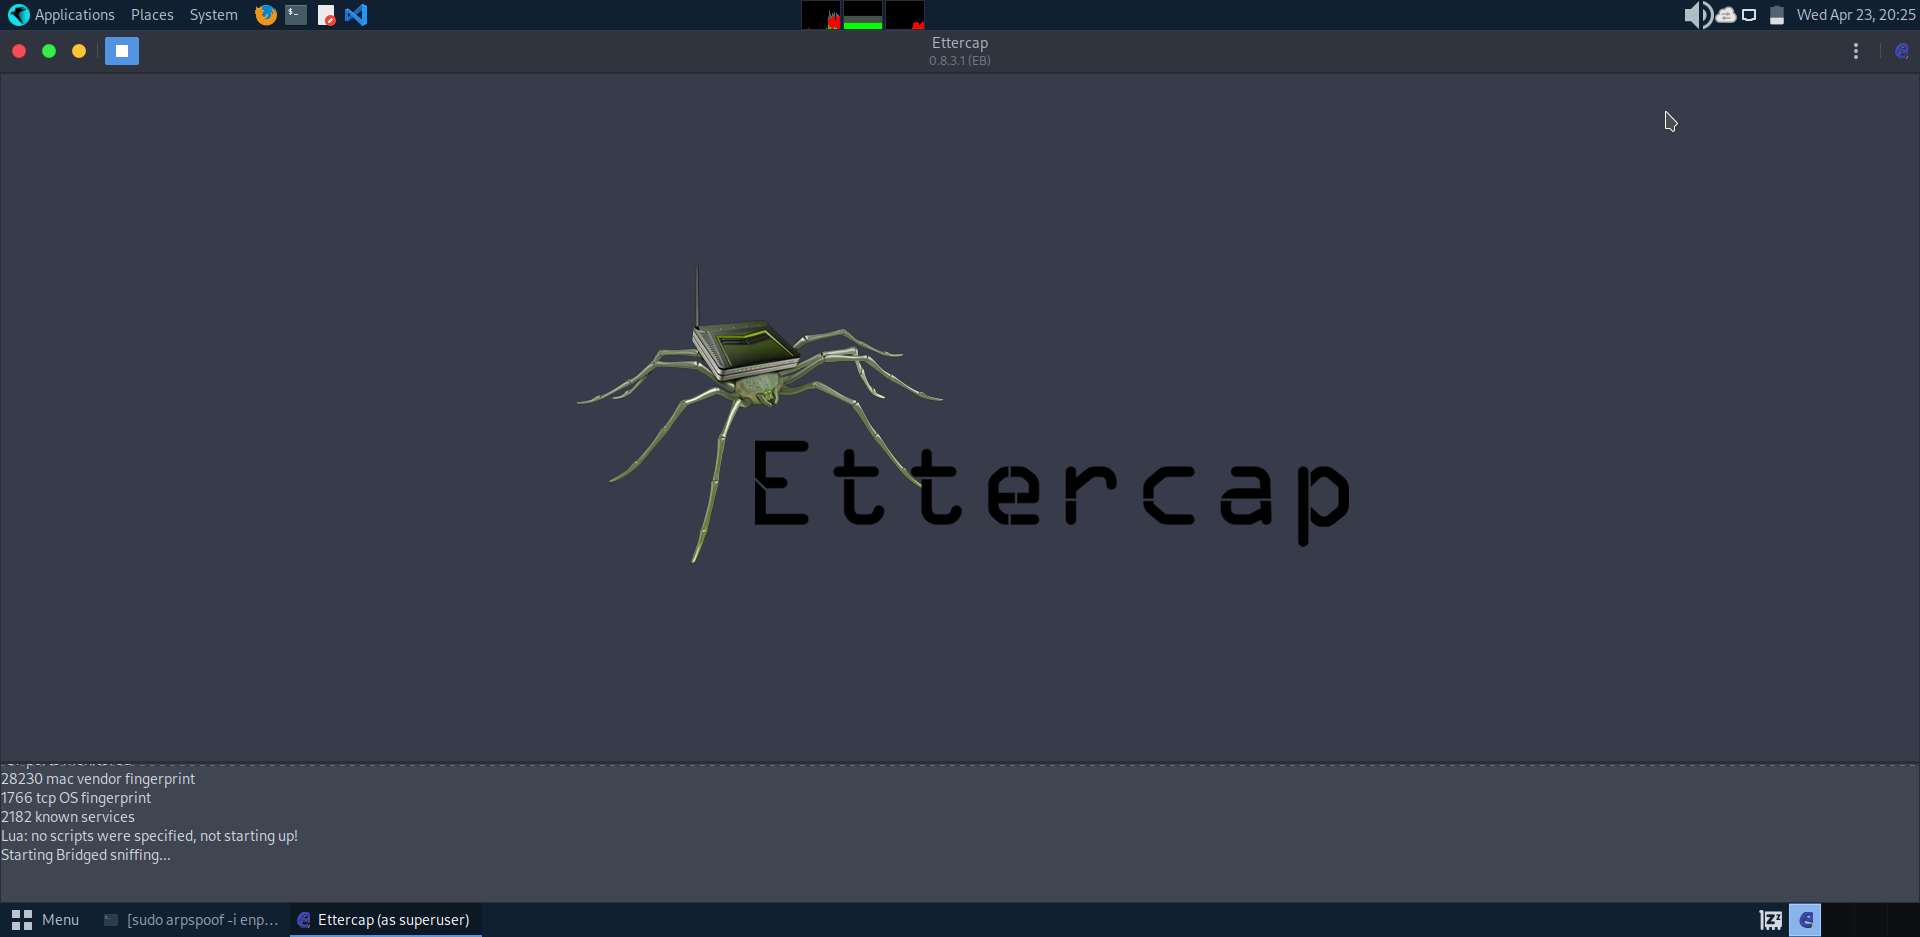 Applications Places System Wed Apr 23, 20:25
Ettercap
0.8.3.1 (EB)
Ettercap
28230 mac vendor fingerprint
1766 tcp OS fingerprint
2182 known services
Lua: no scripts were specified, not starting up!
Starting Bridged sniffing...
Menu [sudo arpspoof -i enp... Ettercap (as superuser)